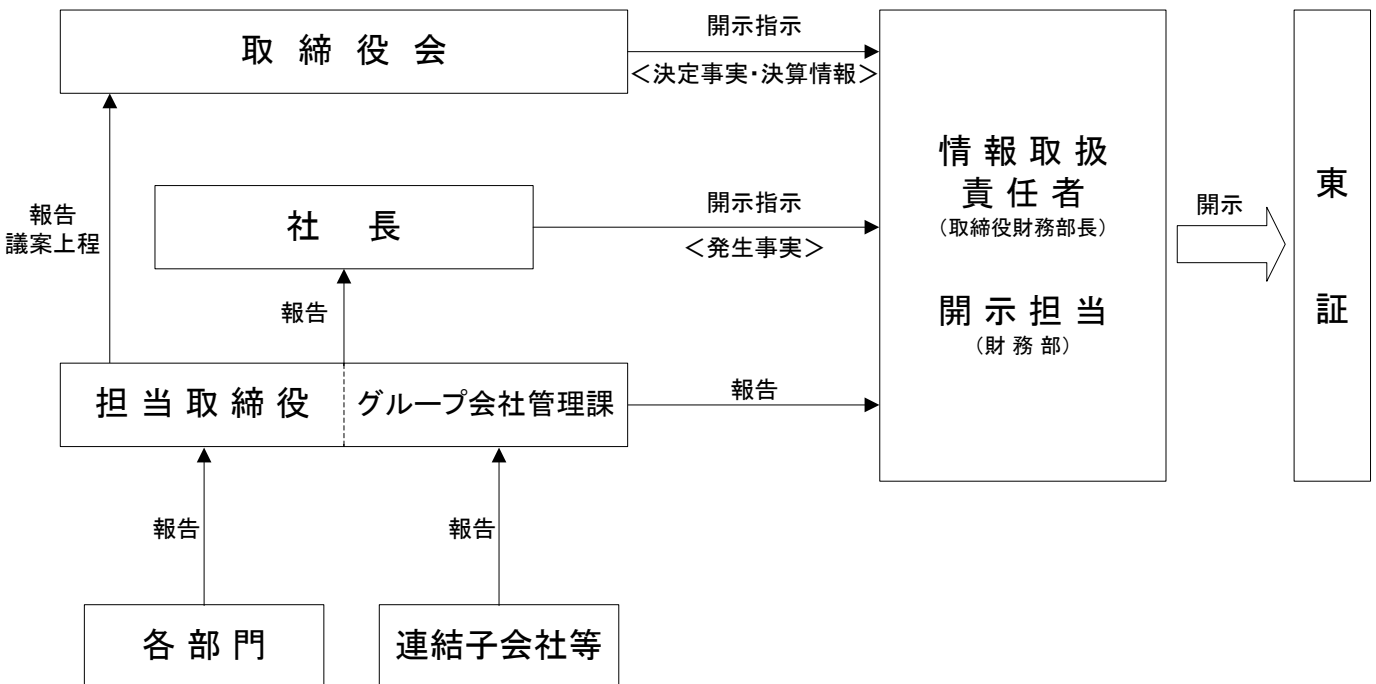 取締役会
開示指示
＜決定事実・決算情報＞
報告
議案上程
社長
開示指示
＜発生事実＞
報告
担当取締役
グループ会社管理課
報告
情報取扱
責任者
（取締役財務部長）
開示担当
（財務部）
開示
東
証
報告
報告
各部門
連結子会社等